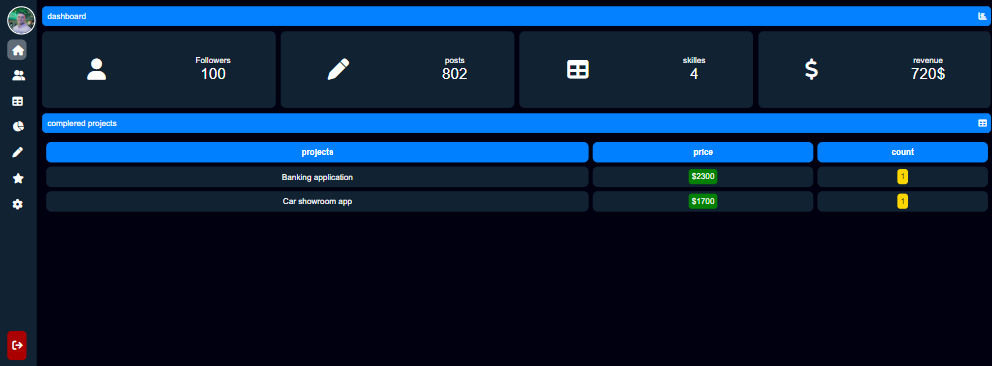 dashboard
Followers
100
posts
802
skilles
4
revenue
720$
complered projects
projects price count
Banking application $2300 1
Car showroom app $1700 1